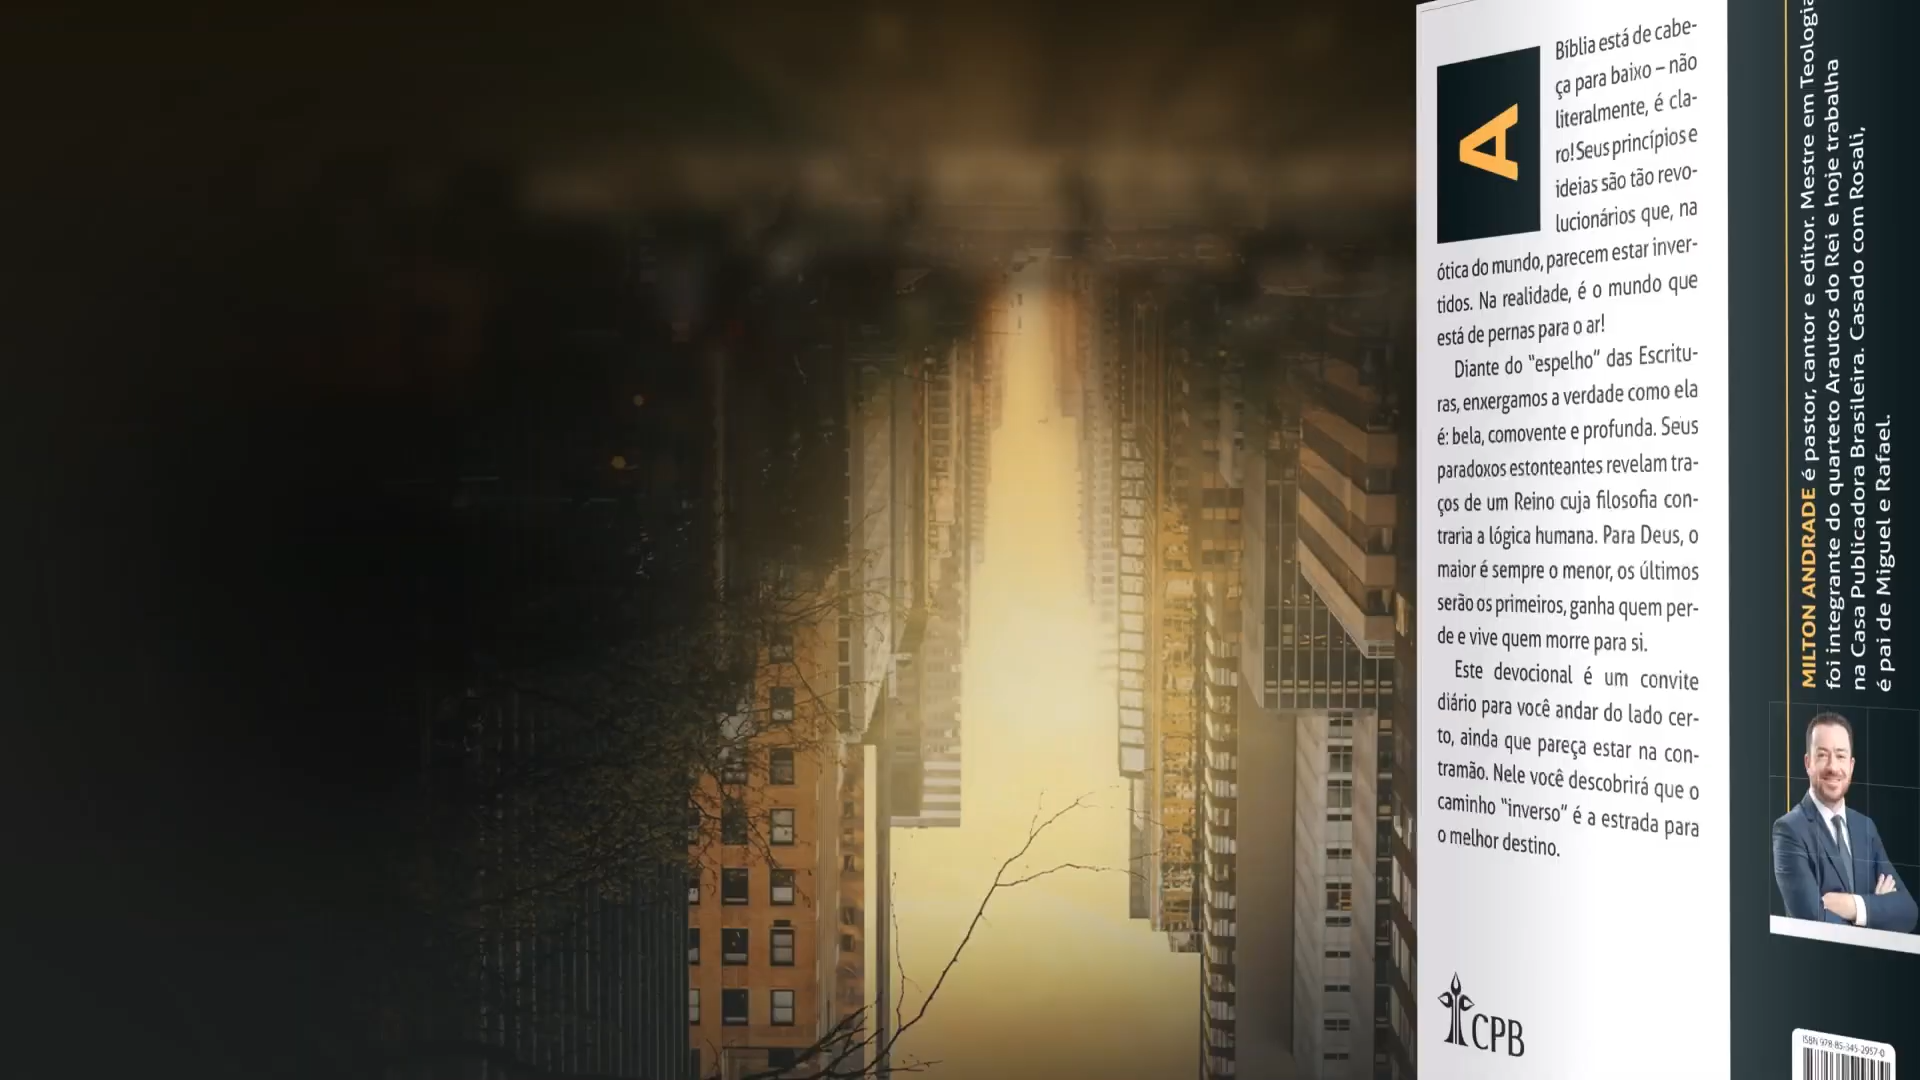 A
Bíblia está de cabe-
ça para baixo – não
literalmente, é cla-
ro! Seus princípios e
ideias são tão revo-
lucionários que, na
ótica do mundo, parecem estar inver-
tidos. Na realidade, é o mundo que
está de pernas para o ar!
Diante do “espelho” das Escritu-
ras, enxergamos a verdade como ela
é: bela, comovente e profunda. Seus
paradoxos estonteantes revelam tra-
ços de um Reino cuja filosofia con-
traria a lógica humana. Para Deus, o
maior é sempre o menor, os últimos
serão os primeiros, ganha quem per-
de e vive quem morre para si.
Este devocional é um convite
diário para você andar do lado cer-
to, ainda que pareça estar na con-
tramão. Nele você descobrirá que o
caminho “inverso” é a estrada para
o melhor destino.
CPB
MILTON ANDRADE é pastor, cantor e editor. Mestre em Teologia
foi integrante do quarteto Arautos do Rei e hoje trabalha
na Casa Publicadora Brasileira. Casado com Rosali,
é pai de Miguel e Rafael.
ISBN 978-85-345-2957-0